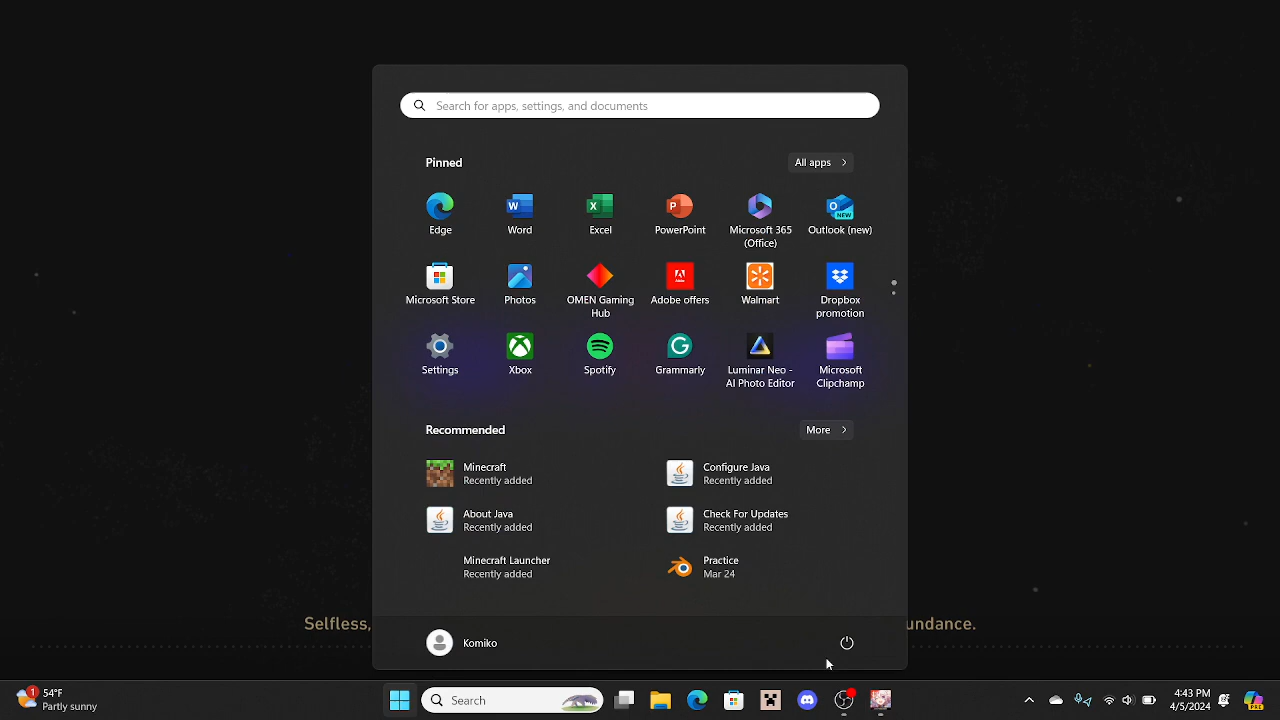 Search for apps, settings, and documents
Pinned
All apps
Edge
Word
Excel
PowerPoint
Microsoft 365
(Office)
Outlook (new)
Microsoft Store
Photos
OMEN Gaming
Hub
Adobe offers
Walmart
Dropbox
promotion
Settings
Xbox
Spotify
Grammarly
Luminar Neo -
AI Photo Editor
Microsoft
Clipchamp
Recommended
More
Minecraft
Recently added
Configure Java
Recently added
About Java
Recently added
Check For Updates
Recently added
Minecraft Launcher
Recently added
Practice
Mar 24
Selfless,
undance.
Komiko
1
54°F
Partly sunny
Search
4:43 PM
4/5/2024